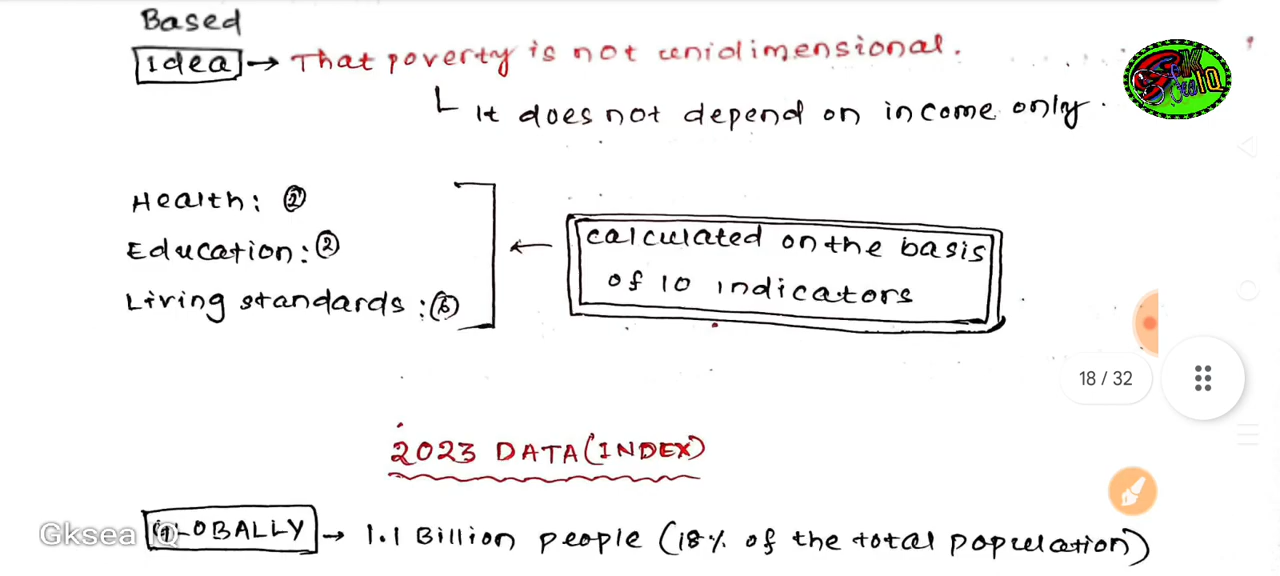 Based
Idea → That poverty is not unidimensional.
It does not depend on income only.
Health: ②
Education: ②
Living standards: ⑥
← calculated on the basis
of 10 indicators
18 / 32
2023 DATA (INDEX)
GLOBALLY → 1.1 Billion people (18% of the total population)
Gksea IQ